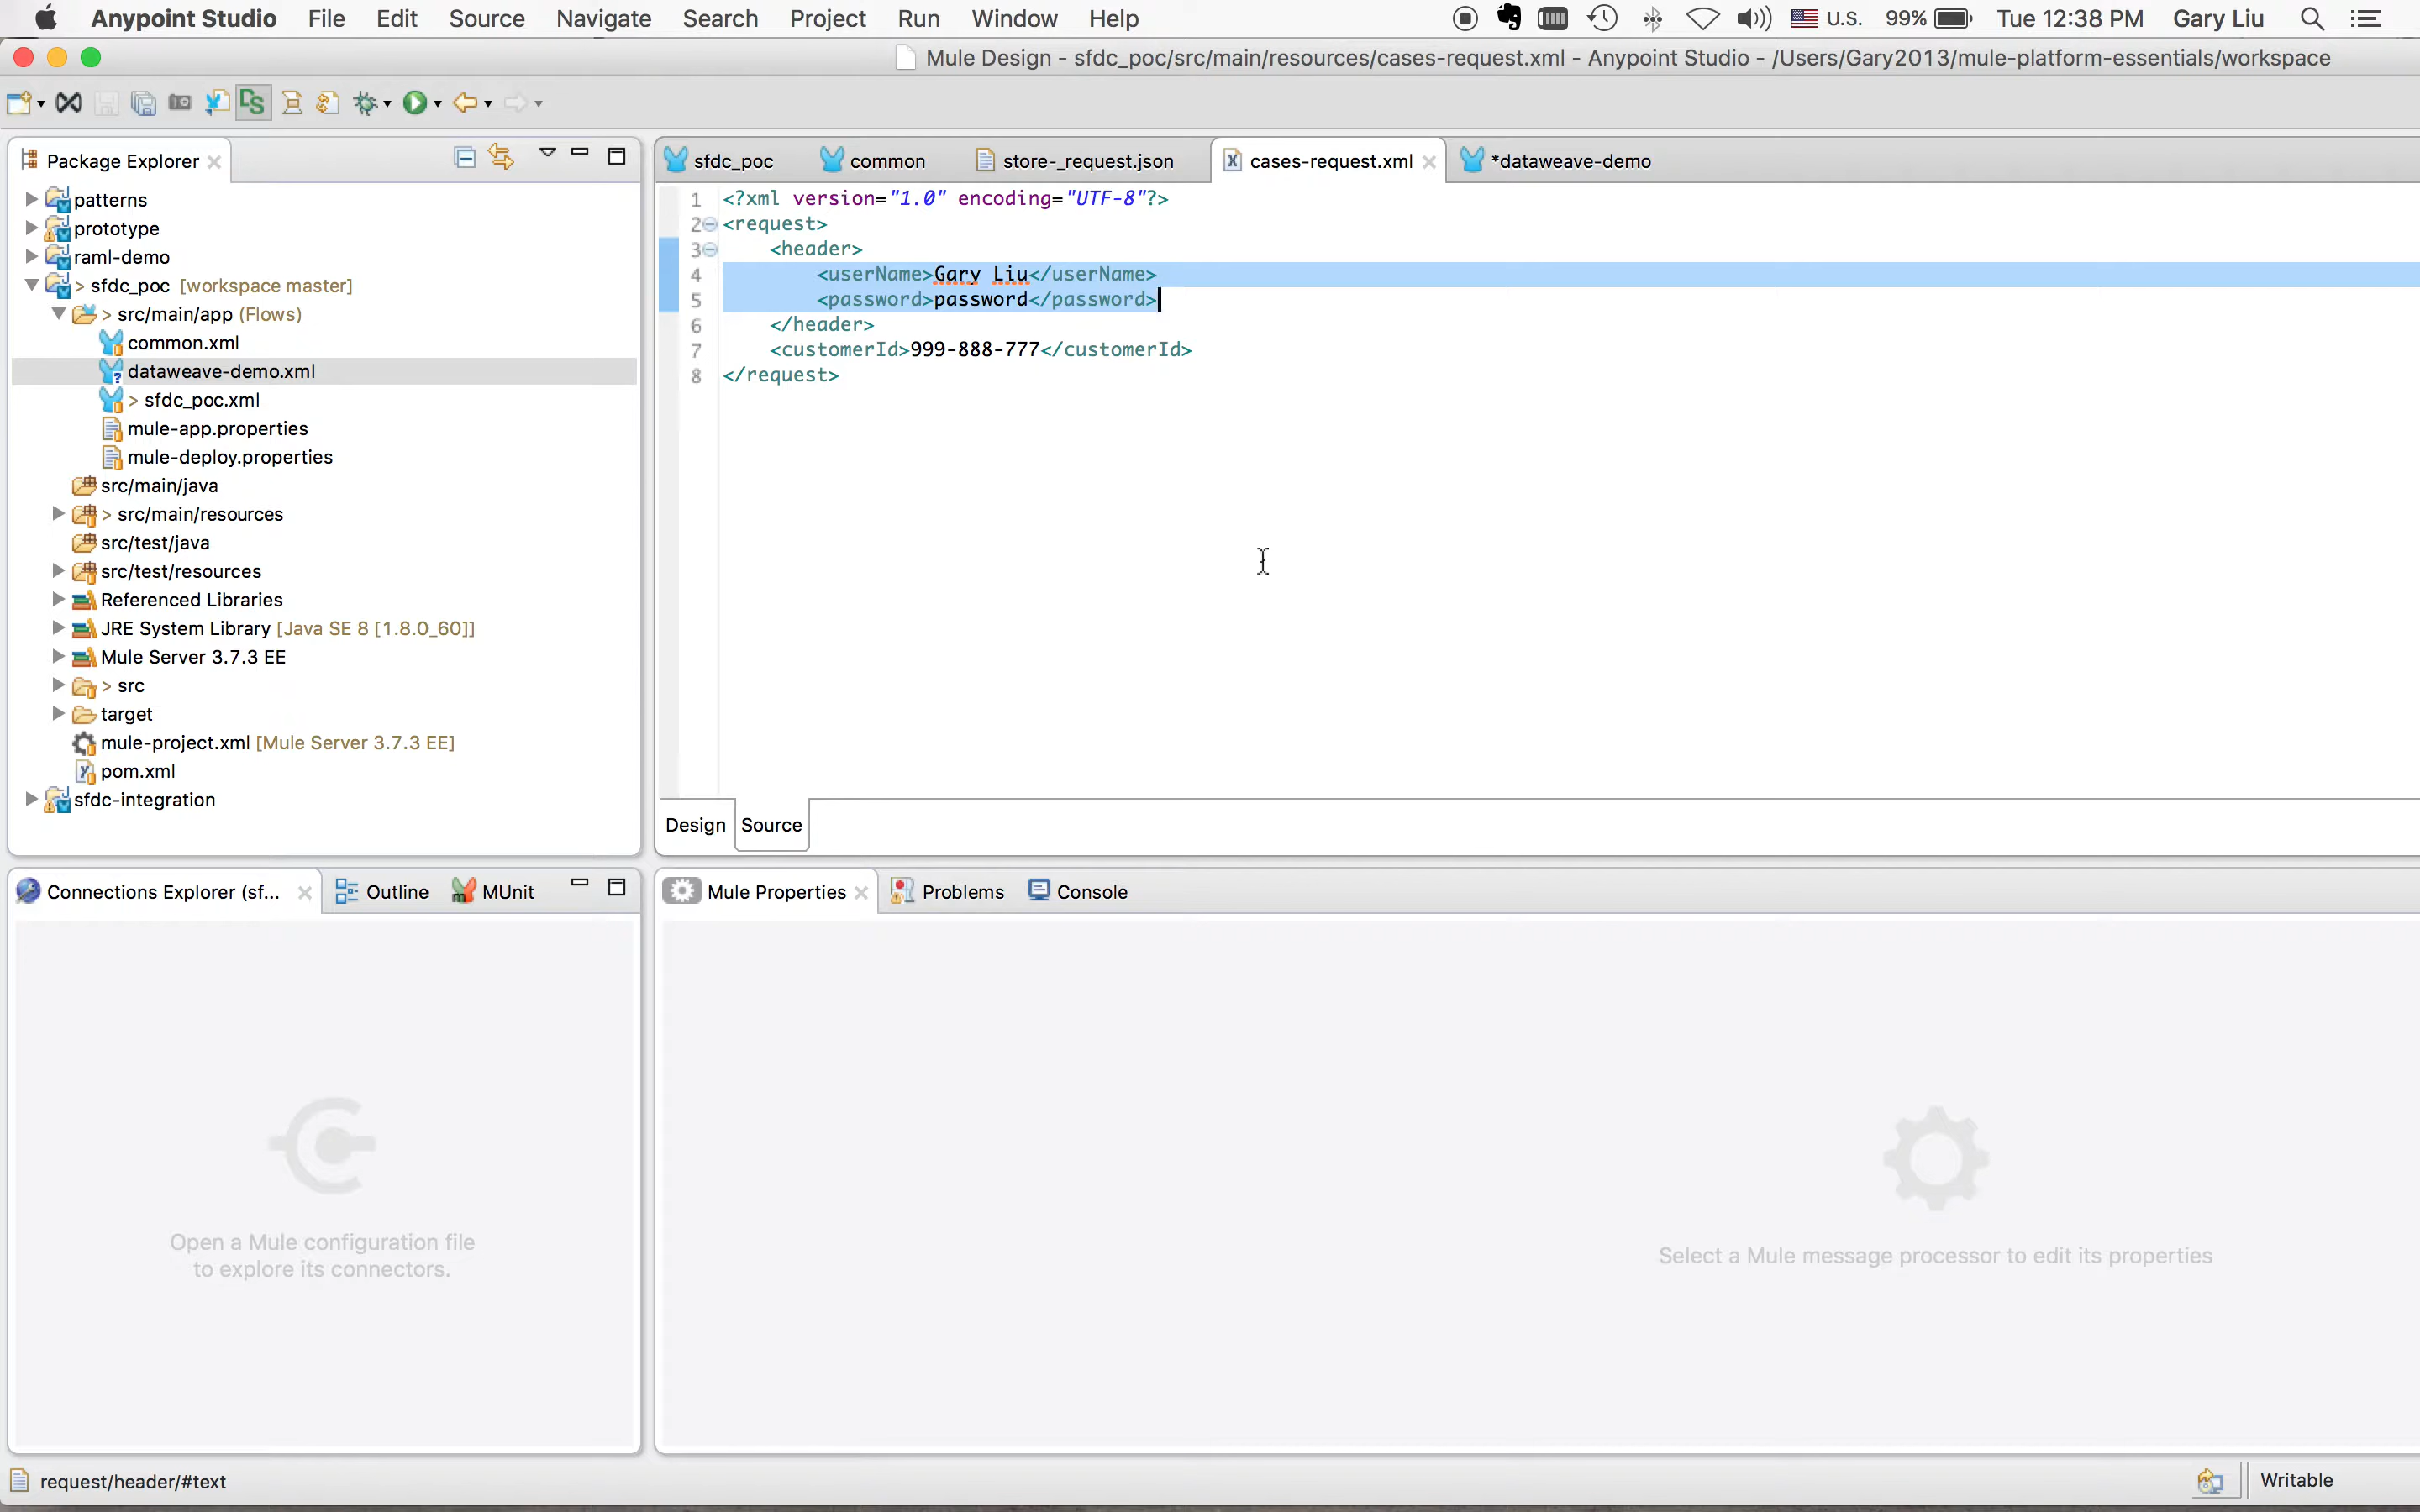 Anypoint Studio File Edit Source Navigate Search Project Run Window Help U.S. 99% Tue 12:38 PM Gary Liu
Mule Design - sfdc_poc/src/main/resources/cases-request.xml - Anypoint Studio - /Users/Gary2013/mule-platform-essentials/workspace
Package Explorer
patterns
prototype
raml-demo
> sfdc_poc [workspace master]
> src/main/app (Flows)
common.xml
dataweave-demo.xml
> sfdc_poc.xml
mule-app.properties
mule-deploy.properties
src/main/java
> src/main/resources
src/test/java
src/test/resources
Referenced Libraries
JRE System Library [Java SE 8 [1.8.0_60]]
Mule Server 3.7.3 EE
> src
target
mule-project.xml [Mule Server 3.7.3 EE]
pom.xml
sfdc-integration
sfdc_poc common store-_request.json cases-request.xml *dataweave-demo
1 <?xml version="1.0" encoding="UTF-8"?>
2 <request>
3 <header>
4 <userName>Gary Liu</userName>
5 <password>password</password>
6 </header>
7 <customerId>999-888-777</customerId>
8 </request>
Design Source
Connections Explorer (sf... Outline MUnit
Open a Mule configuration file
to explore its connectors.
Mule Properties Problems Console
Select a Mule message processor to edit its properties
request/header/#text Writable